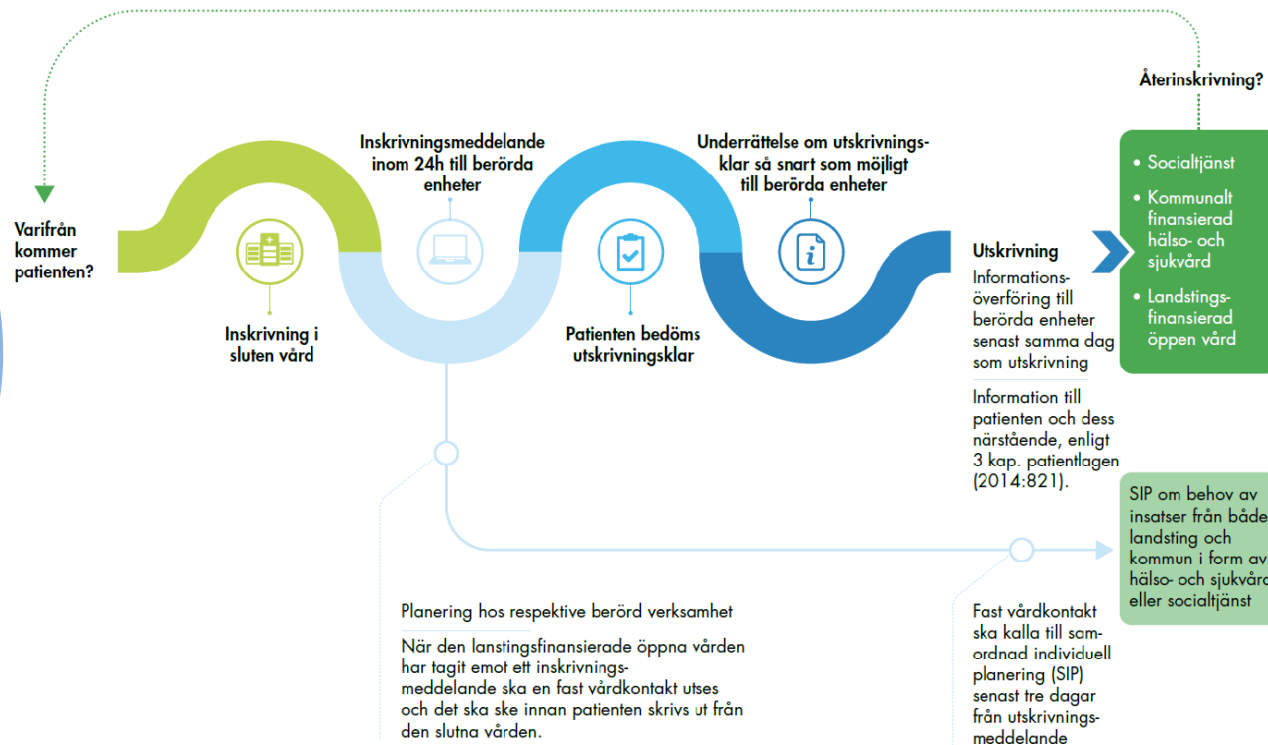 Återinskrivning?
Varifrån
kommer
patienten?
Inskrivning i
sluten vård
Inskrivningsmeddelande
inom 24h till berörda
enheter
Patienten bedöms
utskrivningsklar
Underrättelse om utskrivnings-
klar så snart som möjligt
till berörda enheter
Utskrivning
Informations-
överföring till
berörda enheter
senast samma dag
som utskrivning
Information till
patienten och dess
närstående, enligt
3 kap. patientlagen
(2014:821).
• Socialtjänst
• Kommunalt
finansierad
hälso- och
sjukvård
• Landstings-
finansierad
öppen vård
SIP om behov av
insatser från både
landsting och
kommun i form av
hälso- och sjukvård
eller socialtjänst
Planering hos respektive berörd verksamhet
När den lanstingsfinansierade öppna vården
har tagit emot ett inskrivnings-
meddelande ska en fast vårdkontakt utses
och det ska ske innan patienten skrivs ut från
den slutna vården.
Fast vårdkontakt
ska kalla till sam-
ordnad individuell
planering (SIP)
senast tre dagar
från utskrivnings-
meddelande